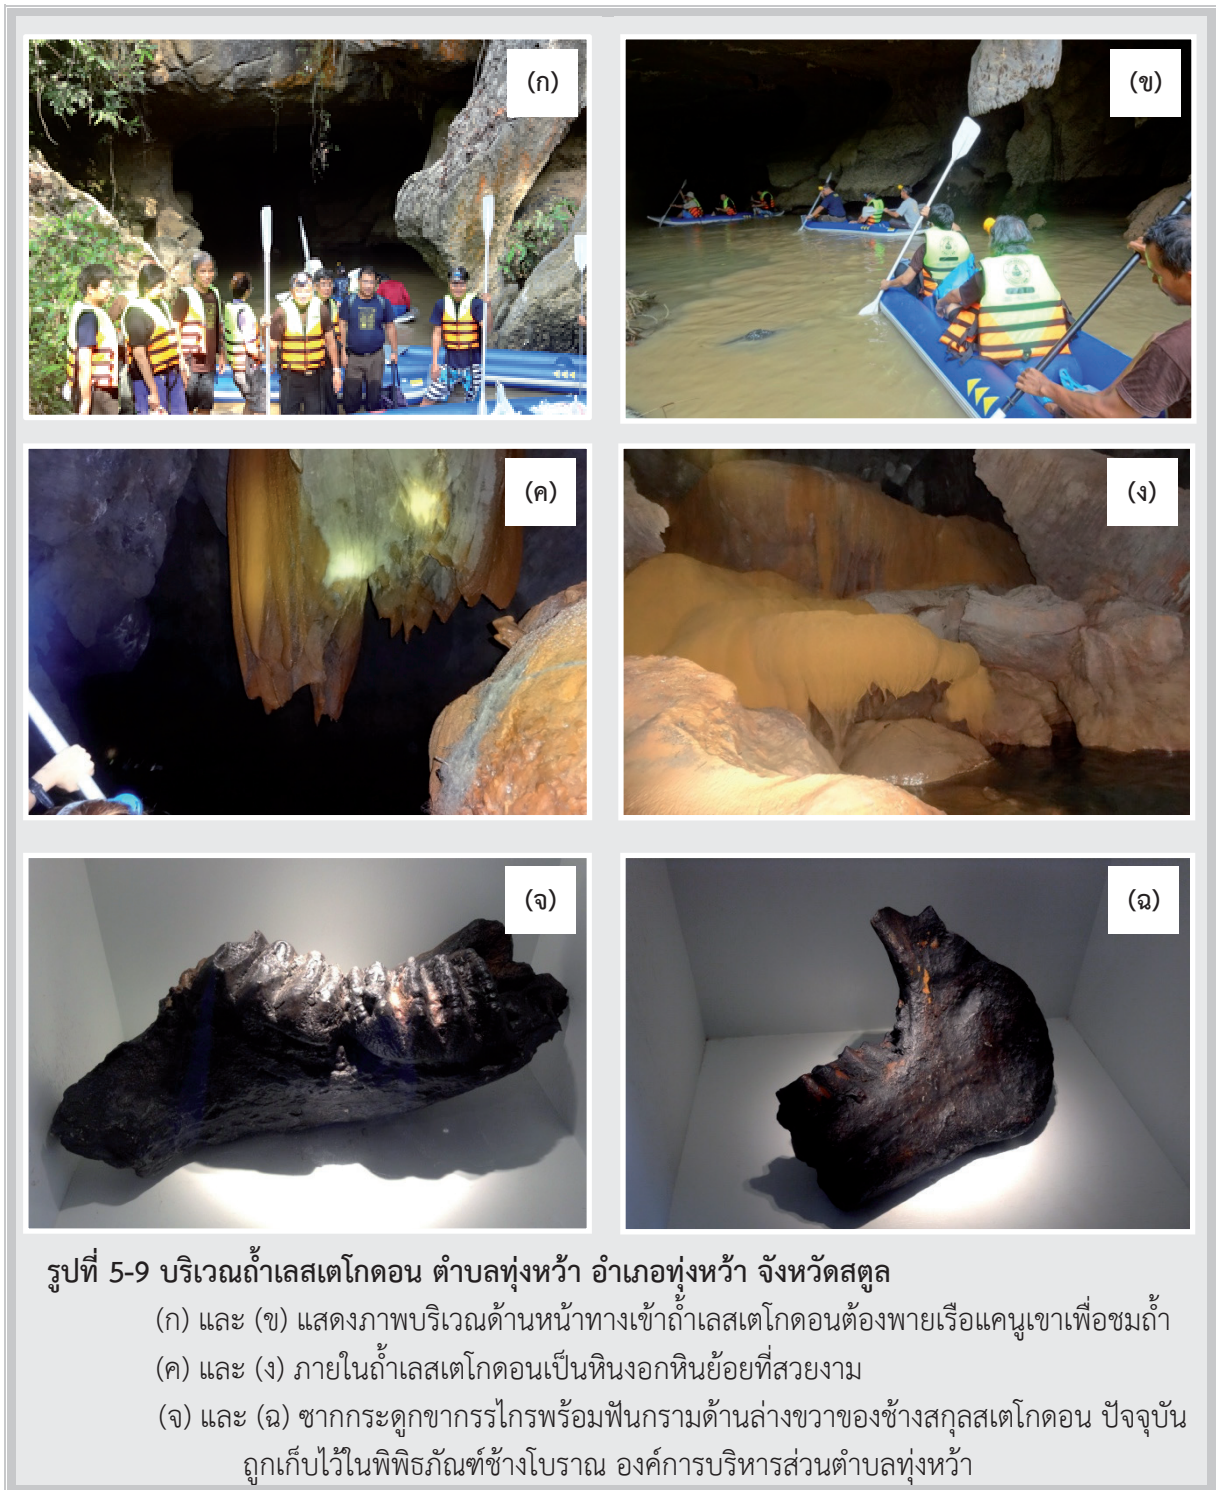 (ก)
(ข)
(ค)
(ง)
(จ)
(ฉ)
รูปที่ 5-9 บริเวณถ้ำเลสเตโกดอน ตำบลทุ่งหว้า อำเภอทุ่งหว้า จังหวัดสตูล
(ก) และ (ข) แสดงภาพบริเวณด้านหน้าทางเข้าถ้ำเลสเตโกดอนต้องพายเรือแคนูเขาเพื่อชมถ้ำ
(ค) และ (ง) ภายในถ้ำเลสเตโกดอนเป็นหินงอกหินย้อยที่สวยงาม
(จ) และ (ฉ) ซากกระดูกขากรรไกรพร้อมฟันกรามด้านล่างขวาของช้างสกุลสเตโกดอน ปัจจุบัน
ถูกเก็บไว้ในพิพิธภัณฑ์ช้างโบราณ องค์การบริหารส่วนตำบลทุ่งหว้า